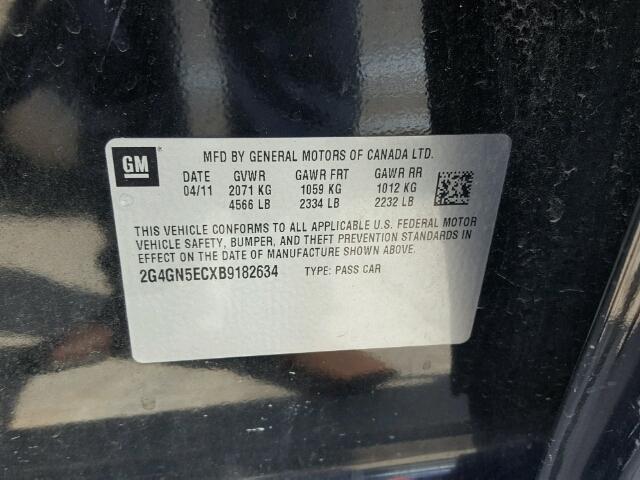 GM
MFD BY GENERAL MOTORS OF CANADA LTD.
DATE GVWR GAWR FRT GAWR RR
04/11 2071 KG 1059 KG 1012 KG
4566 LB 2334 LB 2232 LB
THIS VEHICLE CONFORMS TO ALL APPLICABLE U.S. FEDERAL MOTOR
VEHICLE SAFETY, BUMPER, AND THEFT PREVENTION STANDARDS IN
EFFECT ON THE DATE OF MANUFACTURE SHOWN ABOVE.
2G4GN5ECXB9182634 TYPE: PASS CAR